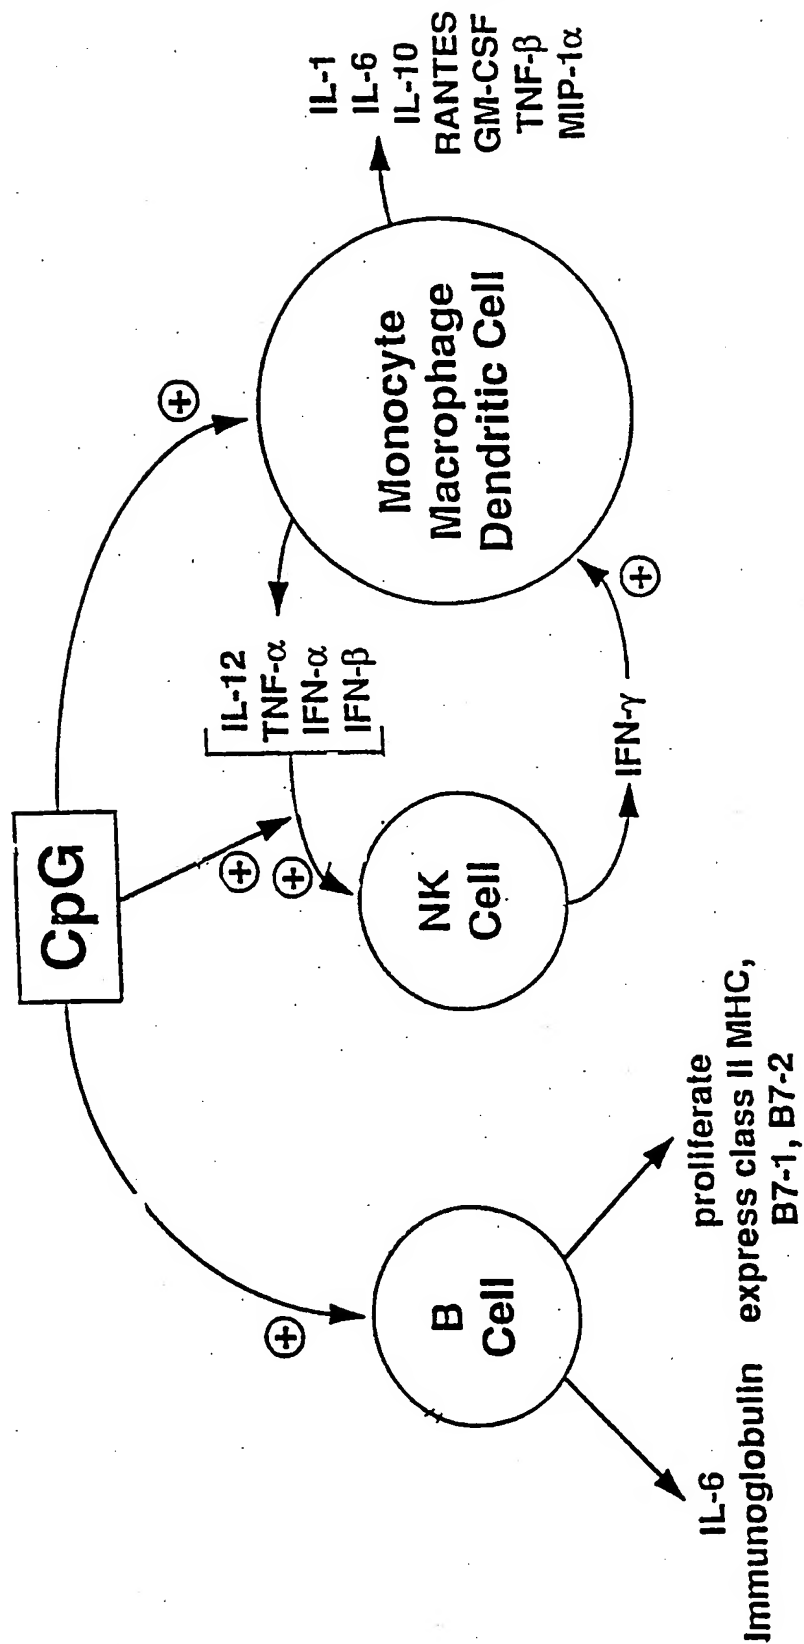 CpG
⊕
⊕
⊕
⊕
⊕
IL-12
TNF-α
IFN-α
IFN-β
B
Cell
NK
Cell
Monocyte
Macrophage
Dendritic Cell
IL-1
IL-6
IL-10
RANTES
GM-CSF
TNF-β
MIP-1α
IFN-γ
IL-6
Immunoglobulin
proliferate
express class II MHC,
B7-1, B7-2